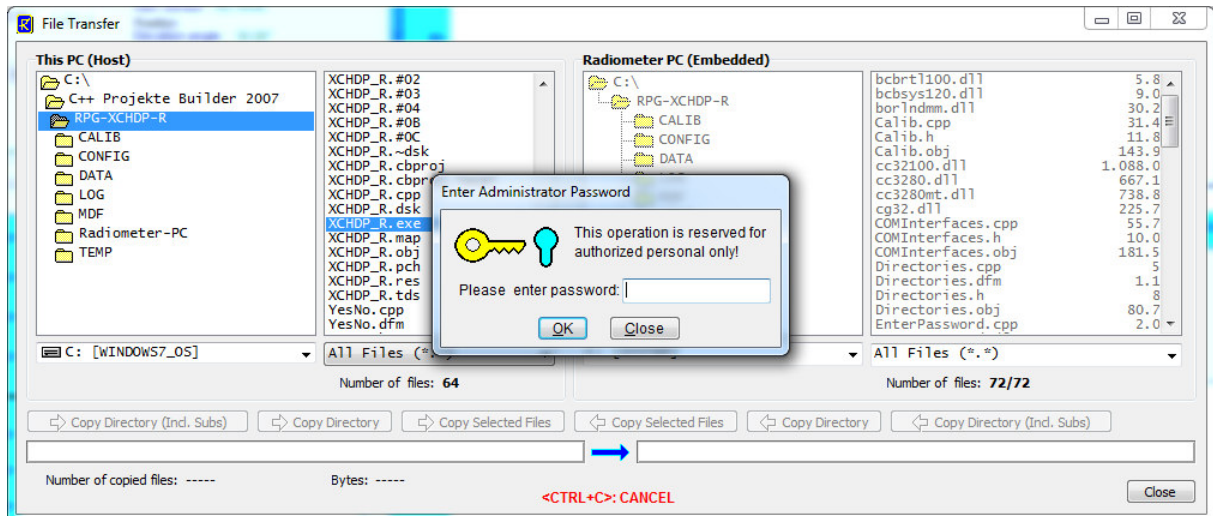 File Transfer
This PC (Host)
C:\
C++ Projekte Builder 2007
RPG-XCHDP-R
CALIB
CONFIG
DATA
LOG
MDF
Radiometer-PC
TEMP
XCHDP_R.#02
XCHDP_R.#03
XCHDP_R.#04
XCHDP_R.#0B
XCHDP_R.#0C
XCHDP_R.~dsk
XCHDP_R.cbproj
XCHDP_R.cbpr
XCHDP_R.cpp
XCHDP_R.dsk
XCHDP_R.exe
XCHDP_R.map
XCHDP_R.obj
XCHDP_R.pch
XCHDP_R.res
XCHDP_R.tds
YesNo.cpp
YesNo.dfm
C: [WINDOWS7_OS]
All Files (*.
Number of files: 64
Radiometer PC (Embedded)
C:\
RPG-XCHDP-R
CALIB
CONFIG
DATA
bcbrtl100.dll 5.8
bcbsys120.dll 9.0
borlndmm.dll 30.2
Calib.cpp 31.4
Calib.h 11.8
Calib.obj 143.9
cc32100.dll 1.088.0
cc3280.dll 667.1
cc3280mt.dll 738.8
cg32.dll 225.7
COMInterfaces.cpp 55.7
COMInterfaces.h 10.0
COMInterfaces.obj 181.5
Directories.cpp 5
Directories.dfm 1.1
Directories.h 8
Directories.obj 80.7
EnterPassword.cpp 2.0
All Files (*.*)
Number of files: 72/72
Enter Administrator Password
This operation is reserved for
authorized personal only!
Please enter password:
OK
Close
Copy Directory (Incl. Subs)
Copy Directory
Copy Selected Files
Copy Selected Files
Copy Directory
Copy Directory (Incl. Subs)
Number of copied files: -----
Bytes: -----
<CTRL+C>: CANCEL
Close